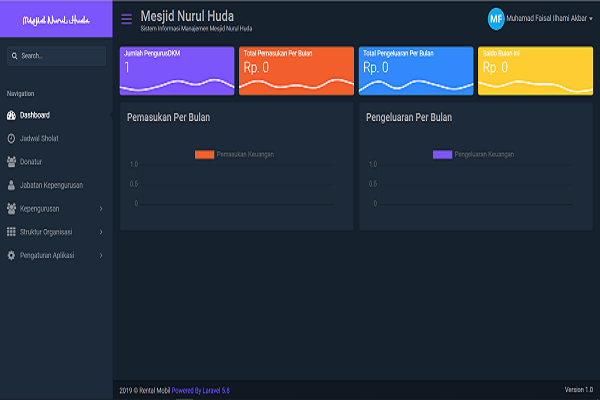 Mesjid Nurul Huda
Mesjid Nurul Huda
Sistem Informasi Manajemen Mesjid Nurul Huda
MF Muhamad Faisal Ilhami Akbar
Search...
Navigation
Dashboard
Jadwal Sholat
Donatur
Jabatan Kepengurusan
Kepengurusan
Struktur Organisasi
Pengaturan Aplikasi
Jumlah PengurusDKM
1
Total Pemasukan Per Bulan
Rp. 0
Total Pengeluaran Per Bulan
Rp. 0
Saldo Bulan Ini
Rp. 0
Pemasukan Per Bulan
Pemasukan Keuangan
1.0
0.5
0
Pengeluaran Per Bulan
Pengeluaran Keuangan
1.0
0.5
0
2019 © Rental Mobil Powered By Laravel 5.8
Version 1.0